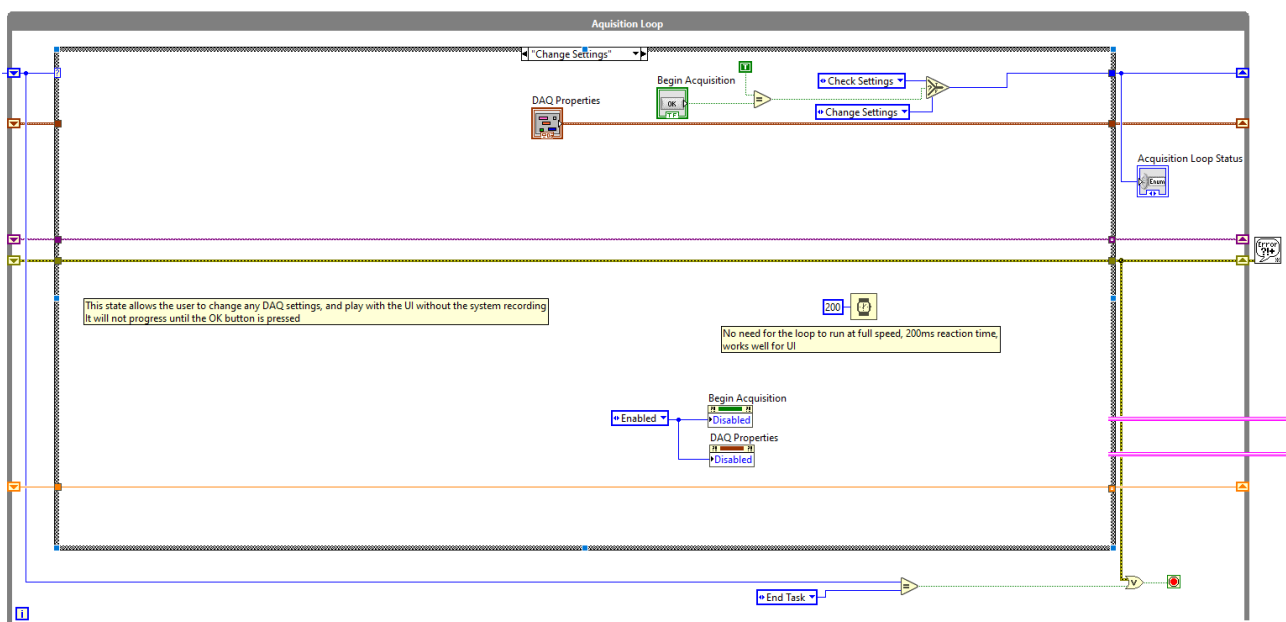 Aquisition Loop
"Change Settings"
?
Begin Acquisition
T
Check Settings
DAQ Properties
OK
TF
=
?
Change Settings
Acquisition Loop Status
Enum
Error
?!+
This state allows the user to change any DAQ settings, and play with the UI without the system recording
It will not progress until the OK button is pressed
200
No need for the loop to run at full speed, 200ms reaction time,
works well for UI
Begin Acquisition
Enabled
Disabled
DAQ Properties
Disabled
=
V
End Task
i